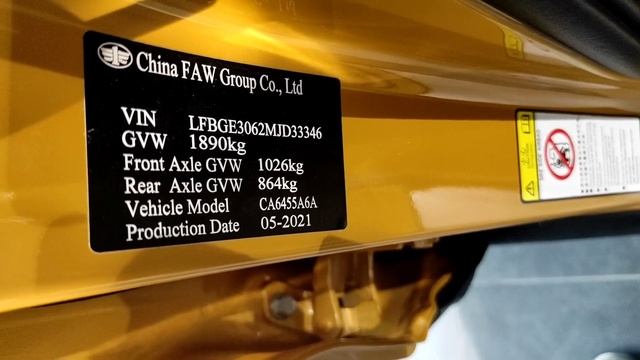 China FAW Group Co., Ltd
VIN LFBGE3062MJD33346
GVW 1890kg
Front Axle GVW 1026kg
Rear Axle GVW 864kg
Vehicle Model CA6455A6A
Production Date 05-2021